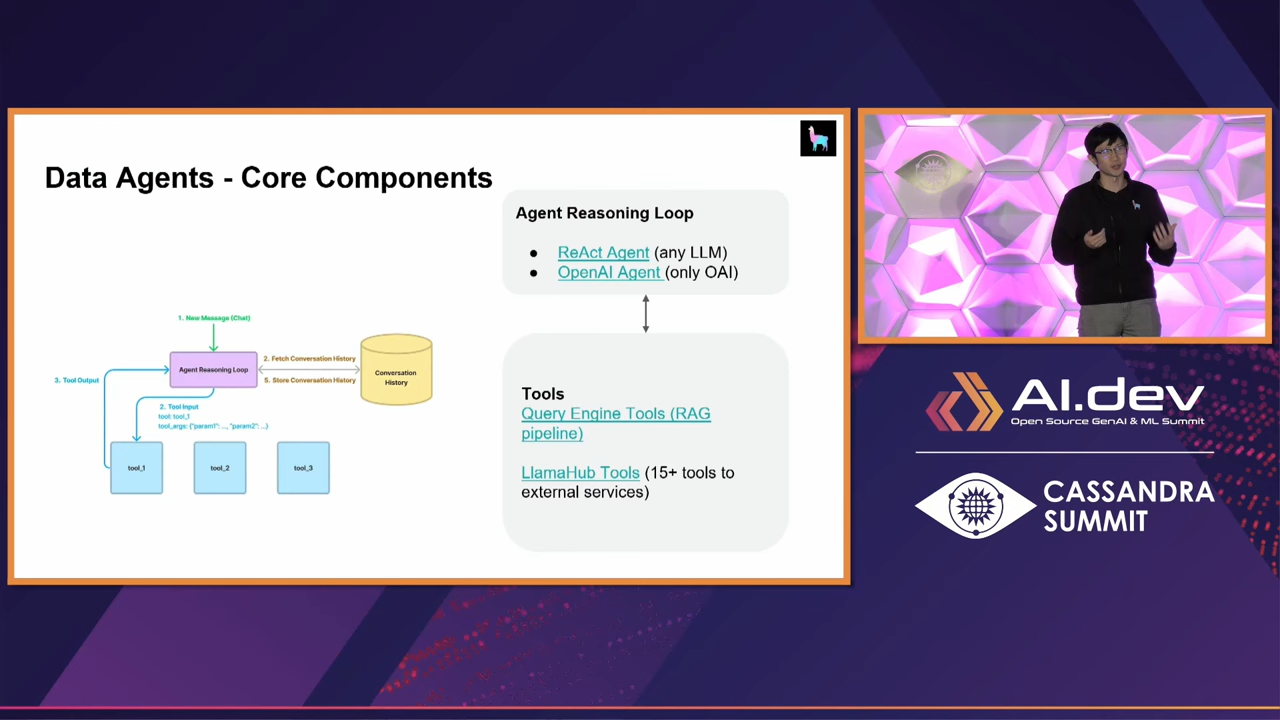 Data Agents - Core Components
Agent Reasoning Loop
● ReAct Agent (any LLM)
● OpenAI Agent (only OAI)
1. New Message (Chat)
Agent Reasoning Loop
2. Fetch Conversation History
5. Store Conversation History
Conversation
History
3. Tool Output
2. Tool Input
tool: tool_1
tool_args: {"param1": ..., "param2": ...}
tool_1
tool_2
tool_3
Tools
Query Engine Tools (RAG
pipeline)
LlamaHub Tools (15+ tools to
external services)
AI.dev
Open Source GenAI & ML Summit
CASSANDRA
SUMMIT